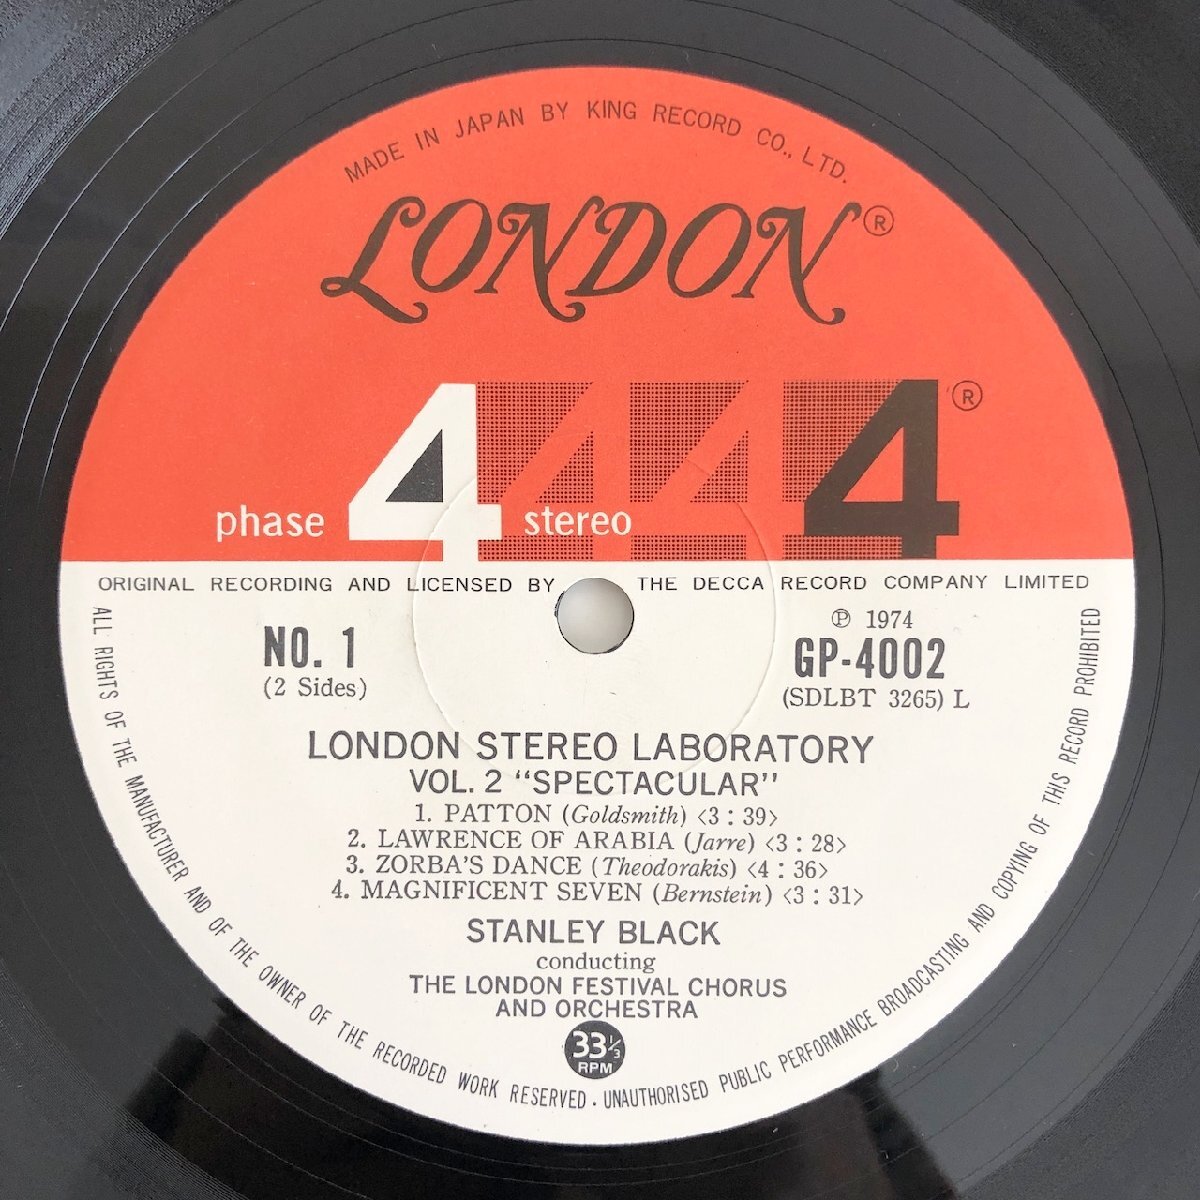 MADE IN JAPAN BY KING RECORD CO., LTD.
LONDON®
phase 4 stereo 4 4 4®
ORIGINAL RECORDING AND LICENSED BY THE DECCA RECORD COMPANY LIMITED
℗ 1974
NO. 1
GP-4002
(2 Sides)
(SDLBT 3265) L
LONDON STEREO LABORATORY
VOL. 2 "SPECTACULAR"
1. PATTON (Goldsmith) <3 : 39>
2. LAWRENCE OF ARABIA (Jarre) <3 : 28>
3. ZORBA'S DANCE (Theodorakis) <4 : 36>
4. MAGNIFICENT SEVEN (Bernstein) <3 : 31>
STANLEY BLACK
conducting
THE LONDON FESTIVAL CHORUS
AND ORCHESTRA
33⅓
RPM
ALL RIGHTS OF THE MANUFACTURER AND OF THE OWNER OF THE RECORDED WORK RESERVED . UNAUTHORISED PUBLIC PERFORMANCE BROADCASTING AND COPYING OF THIS RECORD PROHIBITED